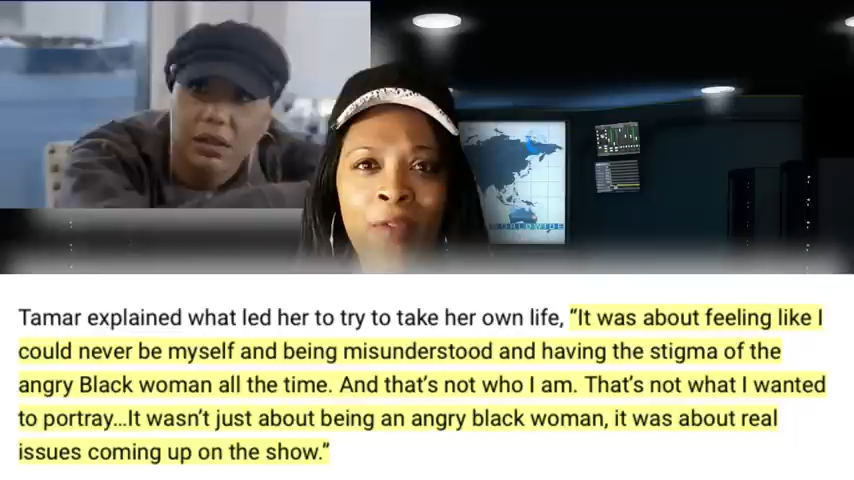 WORLDWIDE
Tamar explained what led her to try to take her own life, “It was about feeling like I
could never be myself and being misunderstood and having the stigma of the
angry Black woman all the time. And that’s not who I am. That’s not what I wanted
to portray…It wasn’t just about being an angry black woman, it was about real
issues coming up on the show.”